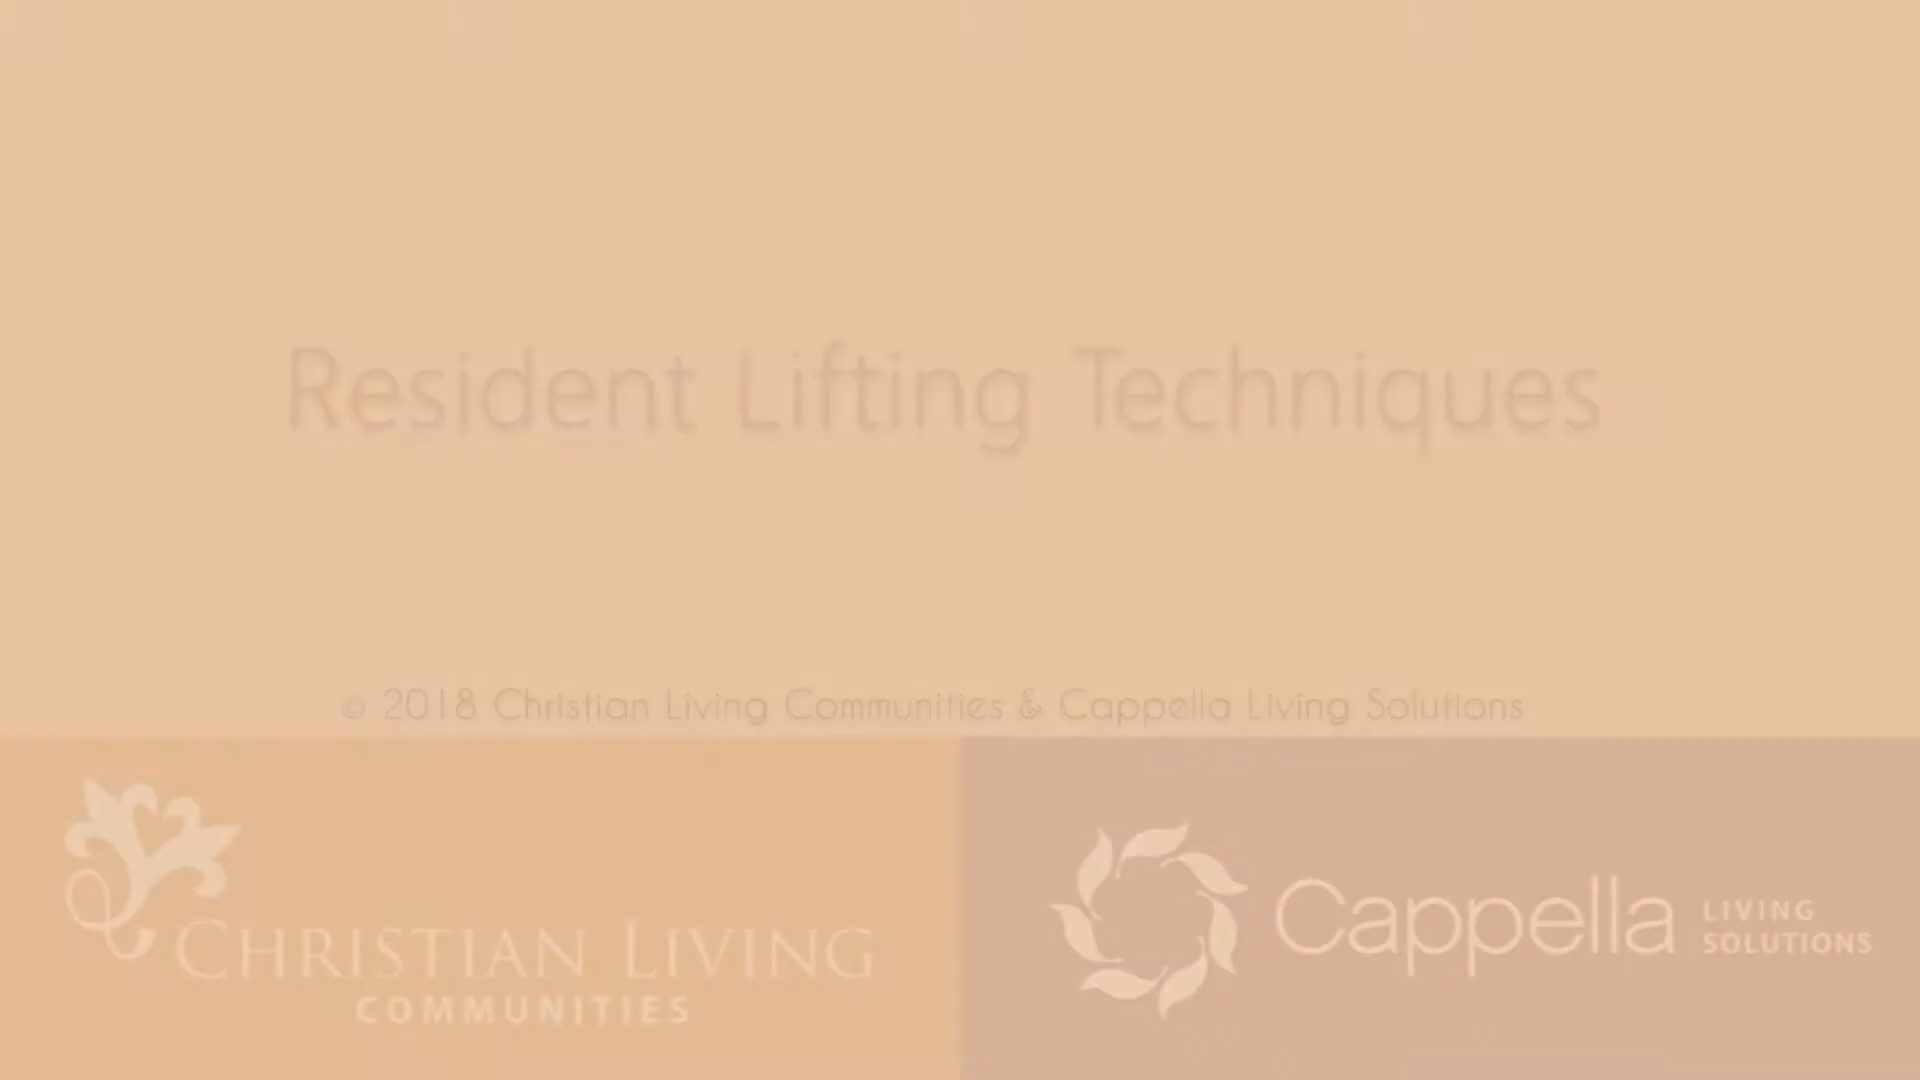 Resident Lifting Techniques
© 2018 Christian Living Communities & Cappella Living Solutions
CHRISTIAN LIVING
COMMUNITIES
Cappella
LIVING
SOLUTIONS